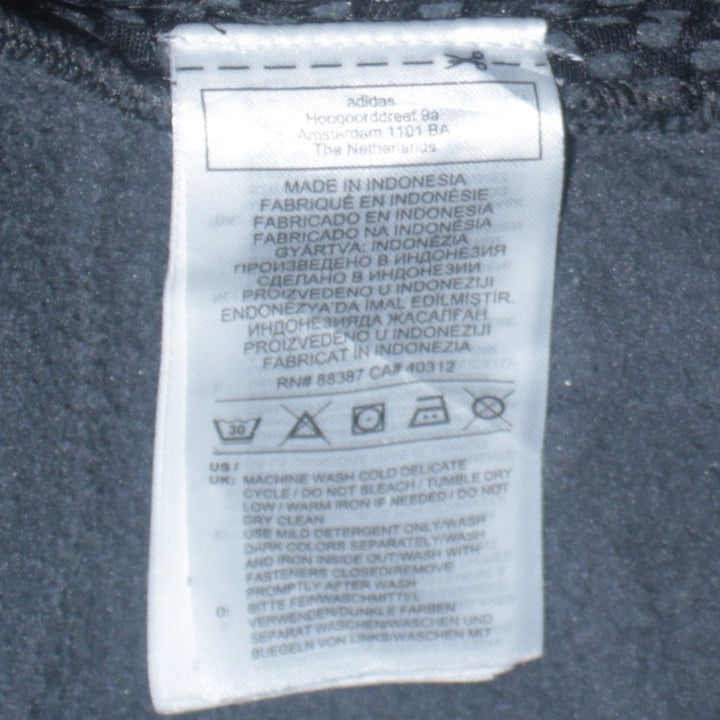 adidas
Hoogoorddreef 9a
Amsterdam 1101 BA
The Netherlands
MADE IN INDONESIA
FABRIQUÉ EN INDONÉSIE
FABRICADO EN INDONESIA
FABRICADO NA INDONÉSIA
GYÁRTVA: INDONÉZIA
ПРОИЗВЕДЕНО В ИНДОНЕЗИЯ
СДЕЛАНО В ИНДОНЕЗИИ
PROIZVEDENO U INDONEZIJI
ENDONEZYA'DA İMAL EDİLMİŞTİR.
ИНДОНЕЗИЯДА ЖАСАЛҒАН
PROIZVEDENO U INDONEZIJI
FABRICAT ÎN INDONEZIA
RN# 88387 CA# 40312
30
US /
UK: MACHINE WASH COLD DELICATE
CYCLE / DO NOT BLEACH / TUMBLE DRY
LOW / WARM IRON IF NEEDED / DO NOT
DRY CLEAN
USE MILD DETERGENT ONLY/WASH
DARK COLORS SEPARATELY/WASH
AND IRON INSIDE OUT/WASH WITH
FASTENERS CLOSED/REMOVE
PROMPTLY AFTER WASH
D: BITTE FEINWASCHMITTEL
VERWENDEN/DUNKLE FARBEN
SEPARAT WASCHEN/WASCHEN UND
BUEGELN VON LINKS/WASCHEN MIT